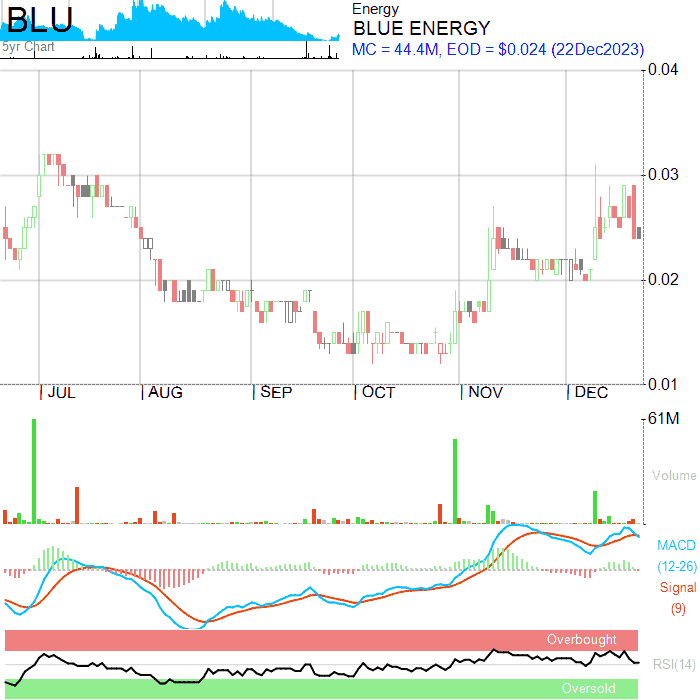 BLU
5yr Chart
Energy
BLUE ENERGY
MC = 44.4M, EOD = $0.024 (22Dec2023)
0.04
0.03
0.02
0.01
JUL AUG SEP OCT NOV DEC
61M
Volume
MACD
(12-26)
Signal
(9)
Overbought
RSI(14)
Oversold